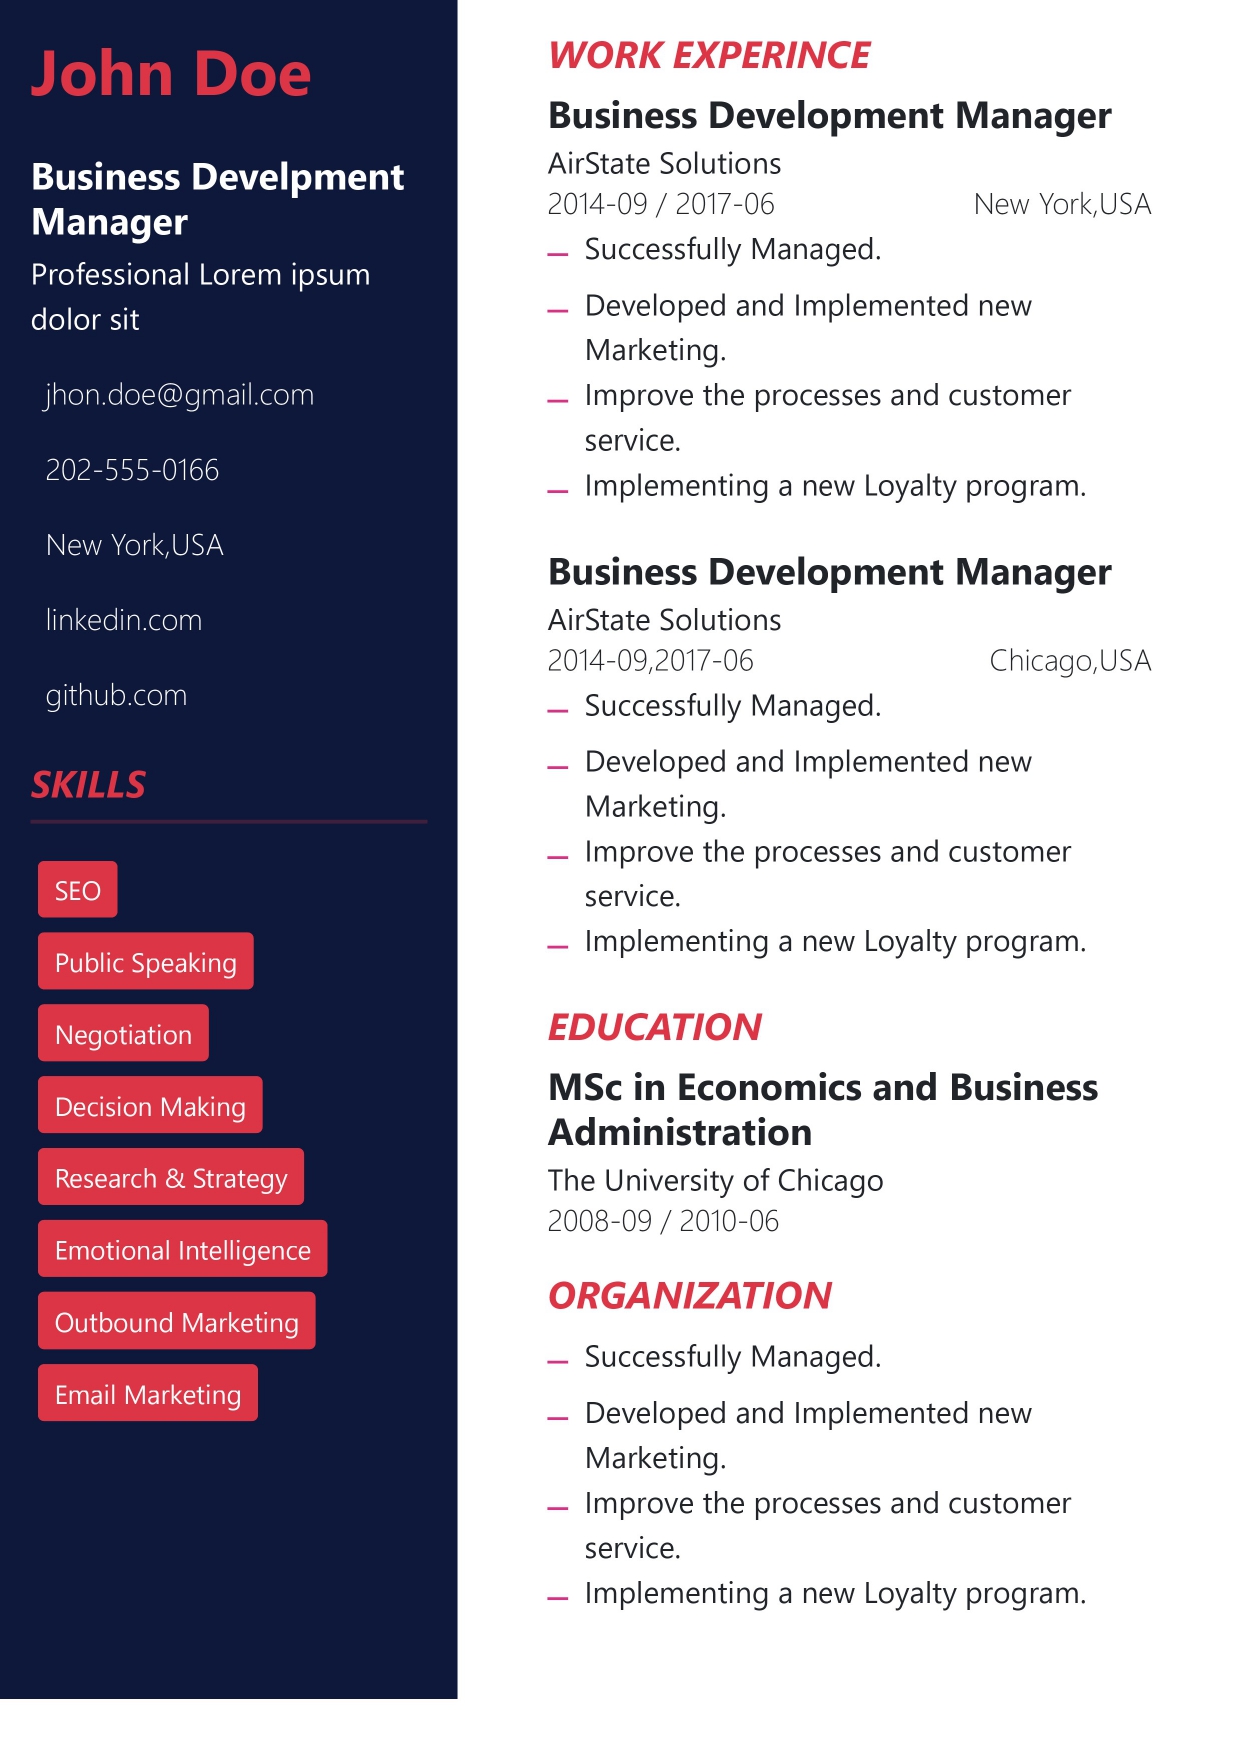 John Doe
Business Develpment
Manager
Professional Lorem ipsum
dolor sit
jhon.doe@gmail.com
202-555-0166
New York,USA
linkedin.com
github.com
SKILLS
SEO
Public Speaking
Negotiation
Decision Making
Research & Strategy
Emotional Intelligence
Outbound Marketing
Email Marketing
WORK EXPERINCE
Business Development Manager
AirState Solutions
2014-09 / 2017-06 New York,USA
Successfully Managed.
Developed and Implemented new
Marketing.
Improve the processes and customer
service.
Implementing a new Loyalty program.
Business Development Manager
AirState Solutions
2014-09,2017-06 Chicago,USA
Successfully Managed.
Developed and Implemented new
Marketing.
Improve the processes and customer
service.
Implementing a new Loyalty program.
EDUCATION
MSc in Economics and Business
Administration
The University of Chicago
2008-09 / 2010-06
ORGANIZATION
Successfully Managed.
Developed and Implemented new
Marketing.
Improve the processes and customer
service.
Implementing a new Loyalty program.